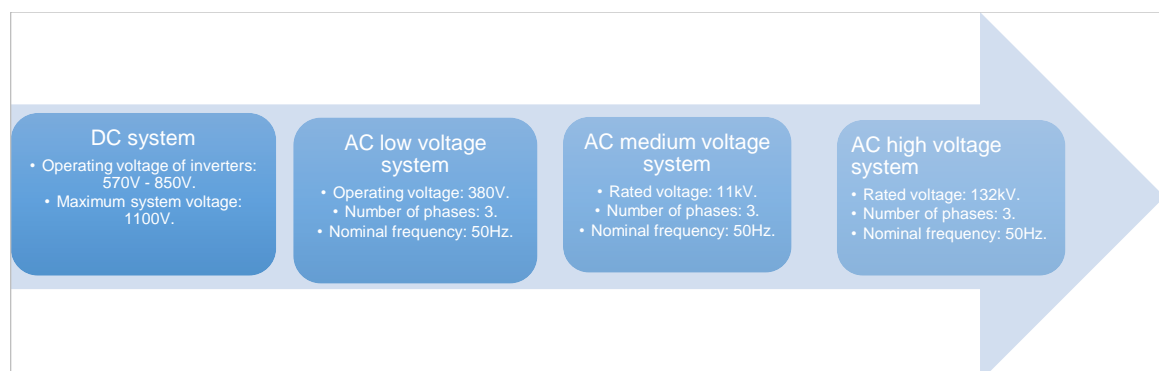 DC system
• Operating voltage of inverters:
570V - 850V.
• Maximum system voltage:
1100V.
AC low voltage
system
• Operating voltage: 380V.
• Number of phases: 3.
• Nominal frequency: 50Hz.
AC medium voltage
system
• Rated voltage: 11kV.
• Number of phases: 3.
• Nominal frequency: 50Hz.
AC high voltage
system
• Rated voltage: 132kV.
• Number of phases: 3.
• Nominal frequency: 50Hz.